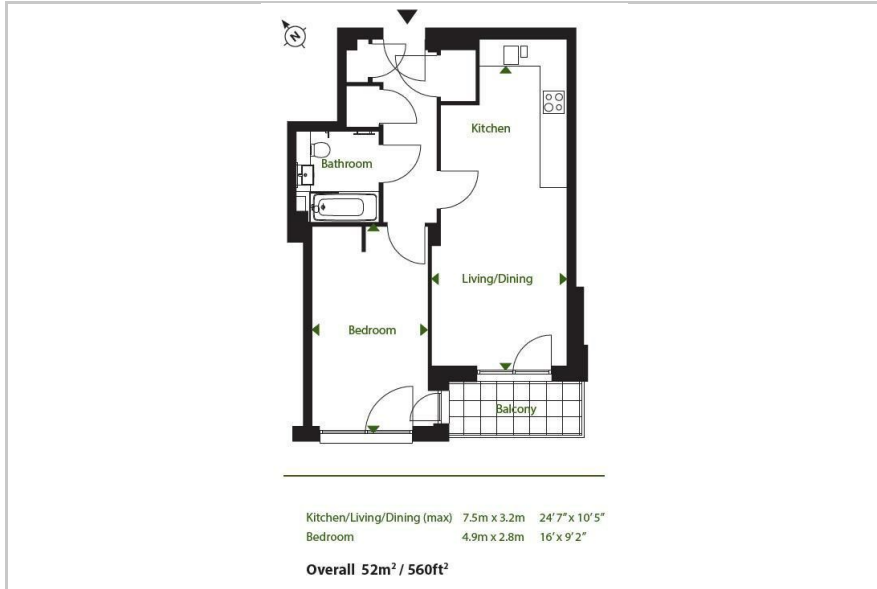 N
Kitchen
Bathroom
Living/Dining
Bedroom
Balcony
Kitchen/Living/Dining (max) 7.5m x 3.2m 24'7" x 10'5"
Bedroom 4.9m x 2.8m 16' x 9'2"
Overall 52m² / 560ft²